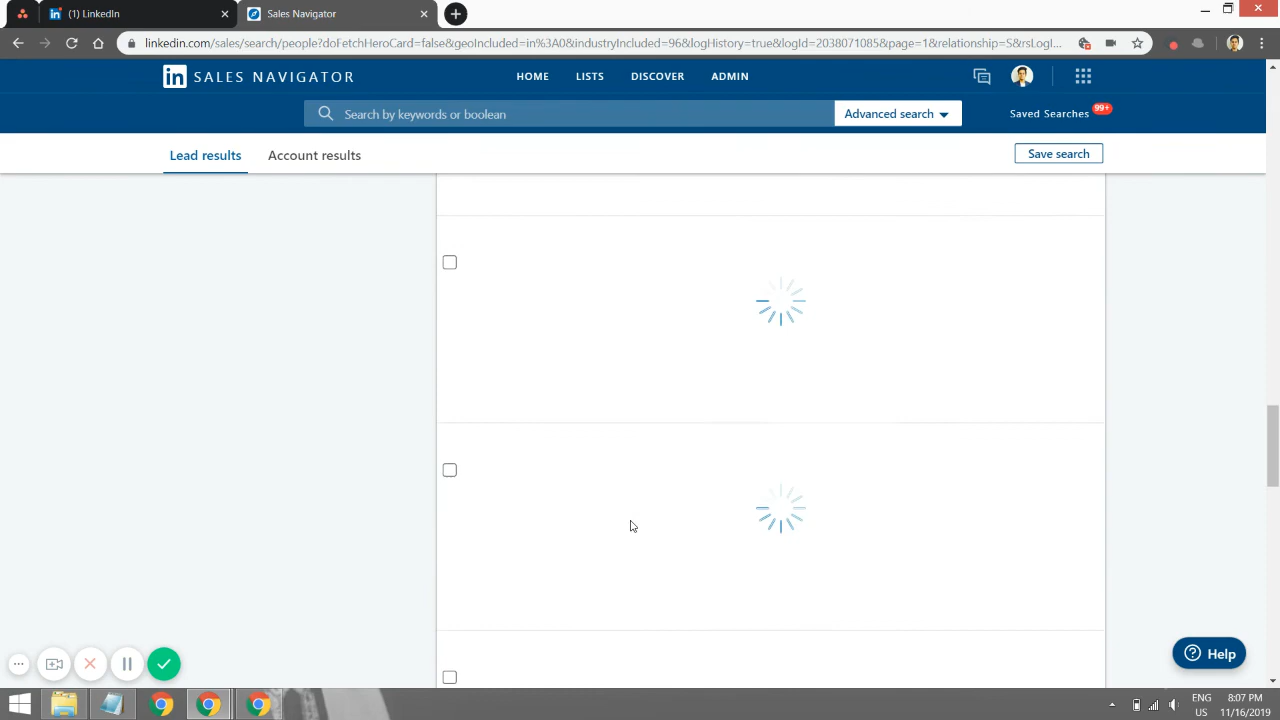 (1) LinkedIn
Sales Navigator
linkedin.com/sales/search/people?doFetchHeroCard=false&geoIncluded=in%3A0&industryIncluded=96&logHistory=true&logId=2038071085&page=1&relationship=S&rsLogI...
in SALES NAVIGATOR
HOME
LISTS
DISCOVER
ADMIN
Search by keywords or boolean
Advanced search
Saved Searches
99+
Lead results
Account results
Save search
Help
ENG
8:07 PM
US
11/16/2019